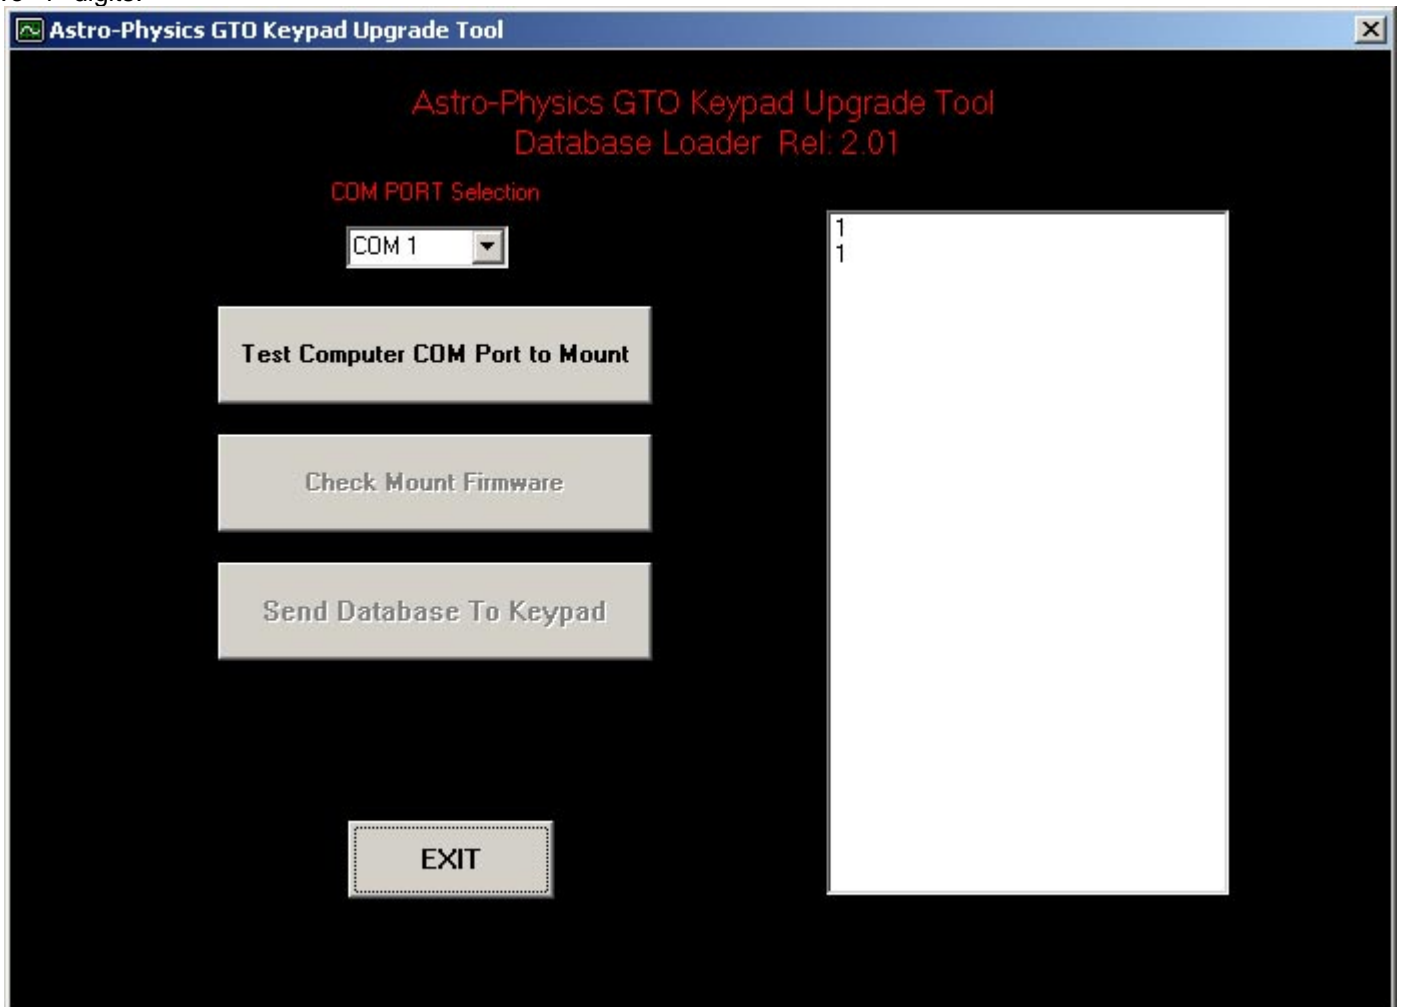 Astro-Physics GTO Keypad Upgrade Tool
Astro-Physics GTO Keypad Upgrade Tool
Database Loader Rel: 2.01
COM PORT Selection
COM 1
1
1
Test Computer COM Port to Mount
Check Mount Firmware
Send Database To Keypad
EXIT